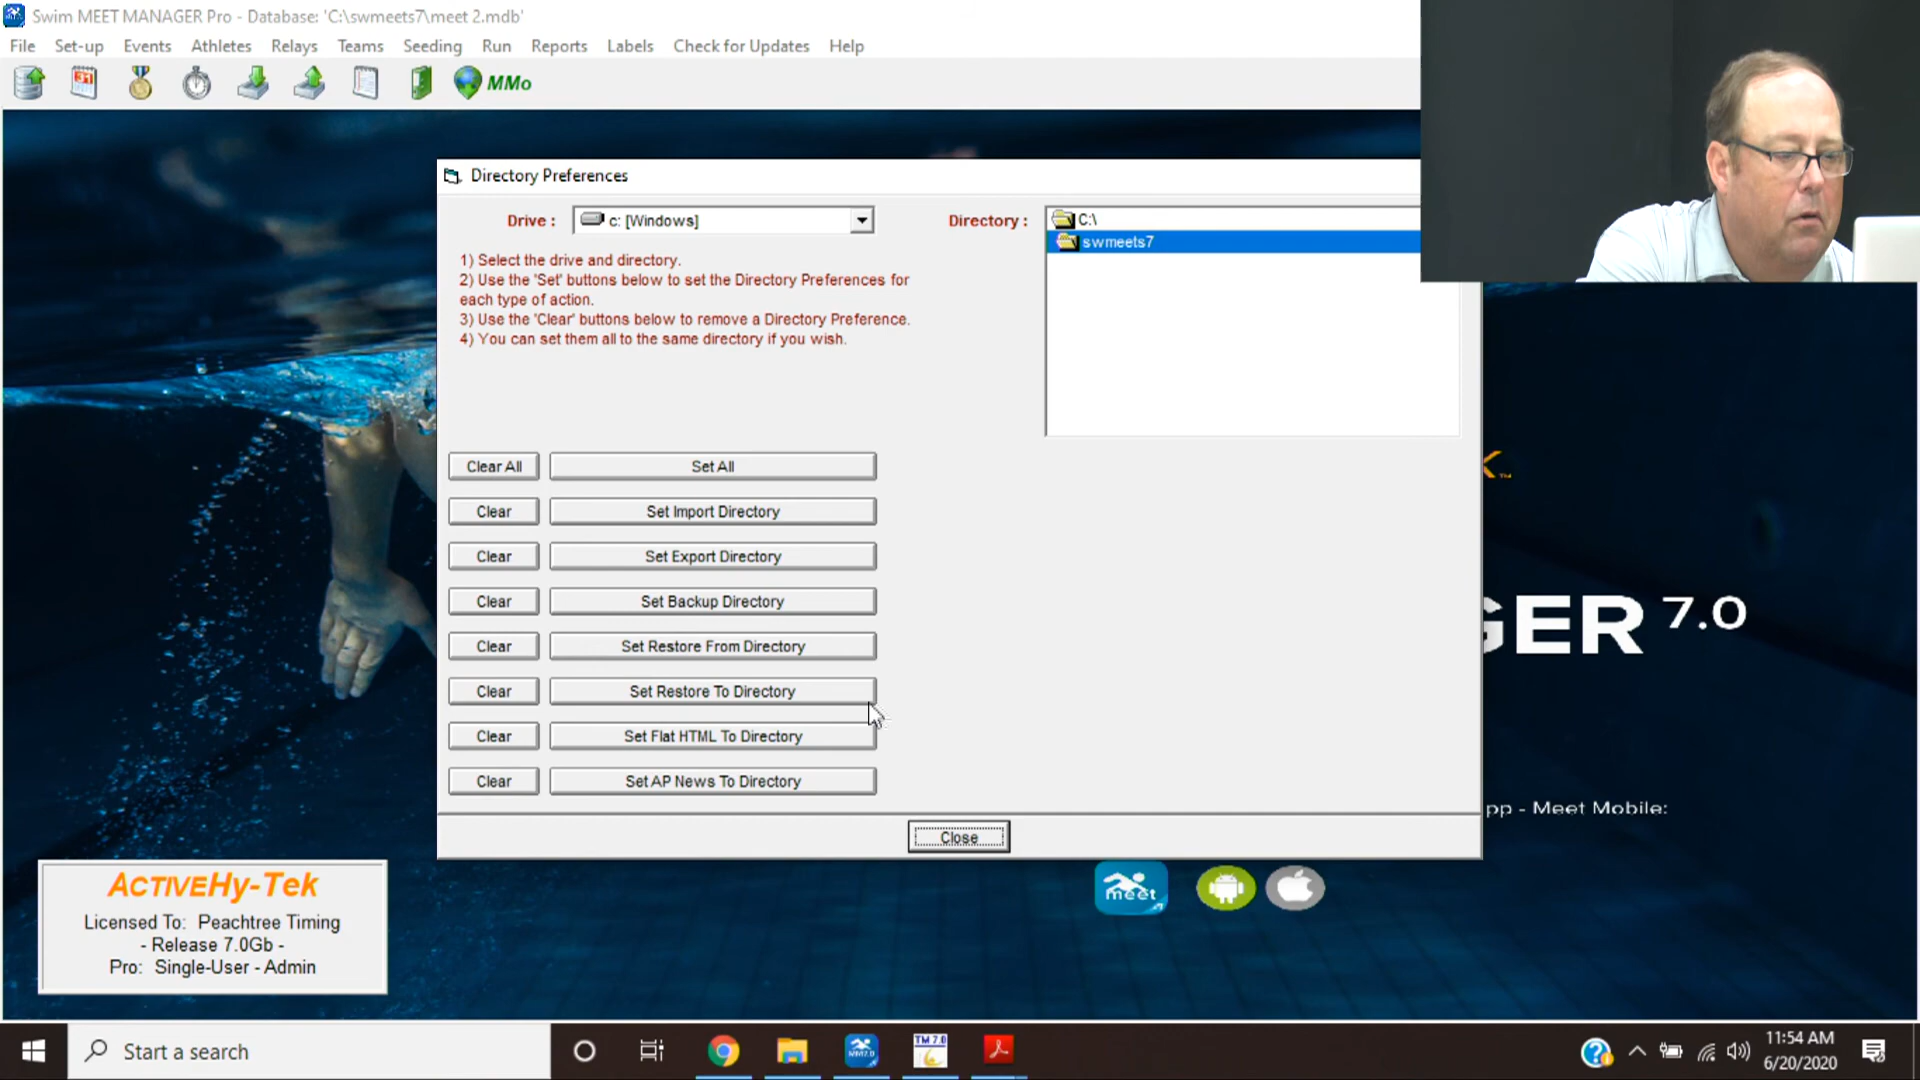 Swim MEET MANAGER Pro - Database: 'C:\swmeets7\meet 2.mdb'
File Set-up Events Athletes Relays Teams Seeding Run Reports Labels Check for Updates Help
31 MMo
Directory Preferences
Drive : c: [Windows] Directory : C:\
swmeets7
1) Select the drive and directory.
2) Use the 'Set' buttons below to set the Directory Preferences for
each type of action.
3) Use the 'Clear' buttons below to remove a Directory Preference.
4) You can set them all to the same directory if you wish.
Clear All Set All
Clear Set Import Directory
Clear Set Export Directory
Clear Set Backup Directory
Clear Set Restore From Directory
Clear Set Restore To Directory
Clear Set Flat HTML To Directory
Clear Set AP News To Directory
Close
K™
GER 7.0
pp - Meet Mobile:
meet
ACTIVEHy-Tek
Licensed To: Peachtree Timing
- Release 7.0Gb -
Pro: Single-User - Admin
Start a search
MM7.0
TM 7.0
11:54 AM
6/20/2020